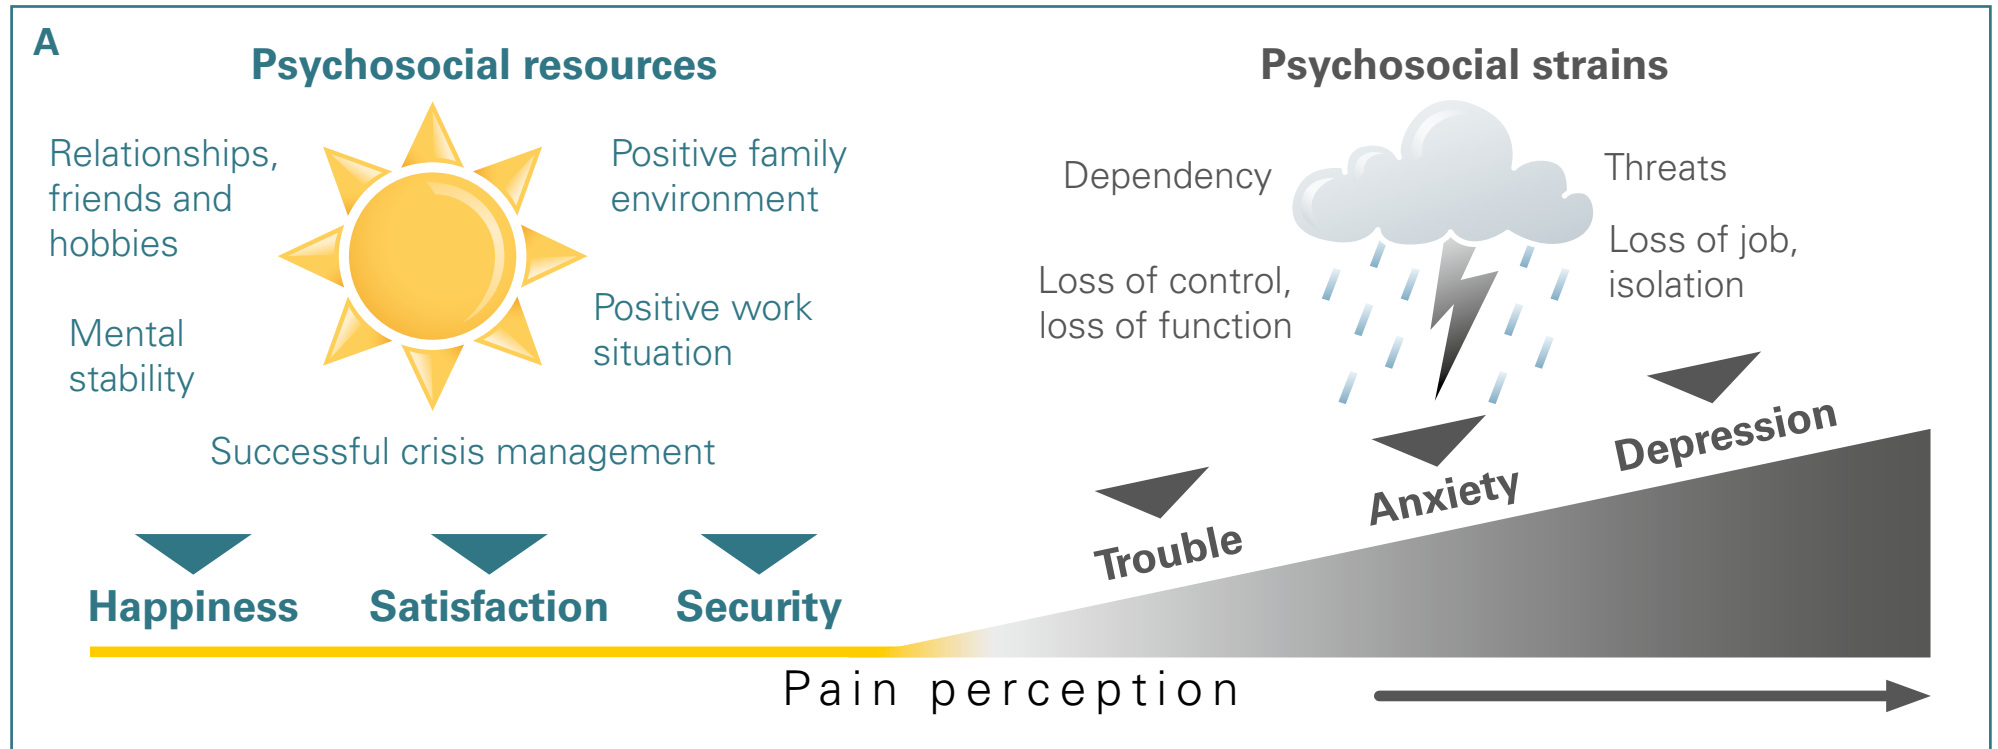 A
Psychosocial resources
Relationships,
friends and
hobbies
Positive family
environment
Mental
stability
Positive work
situation
Successful crisis management
Happiness
Satisfaction
Security
Psychosocial strains
Dependency
Threats
Loss of control,
loss of function
Loss of job,
isolation
Trouble
Anxiety
Depression
Pain perception